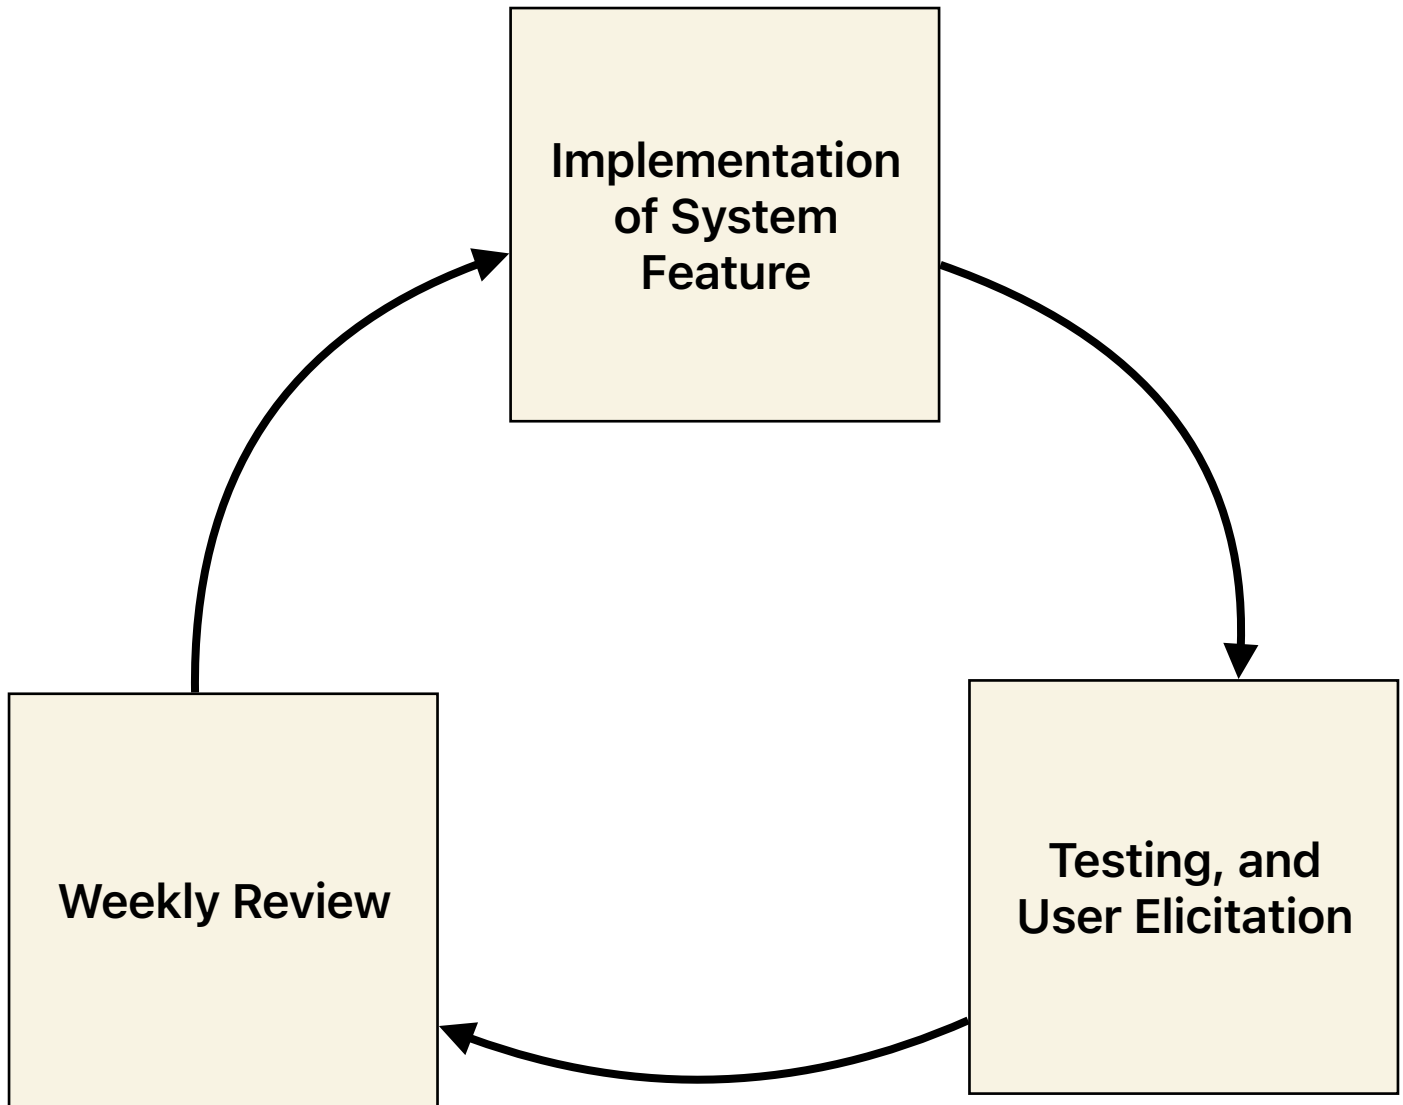 Implementation
of System
Feature
Weekly Review
Testing, and
User Elicitation